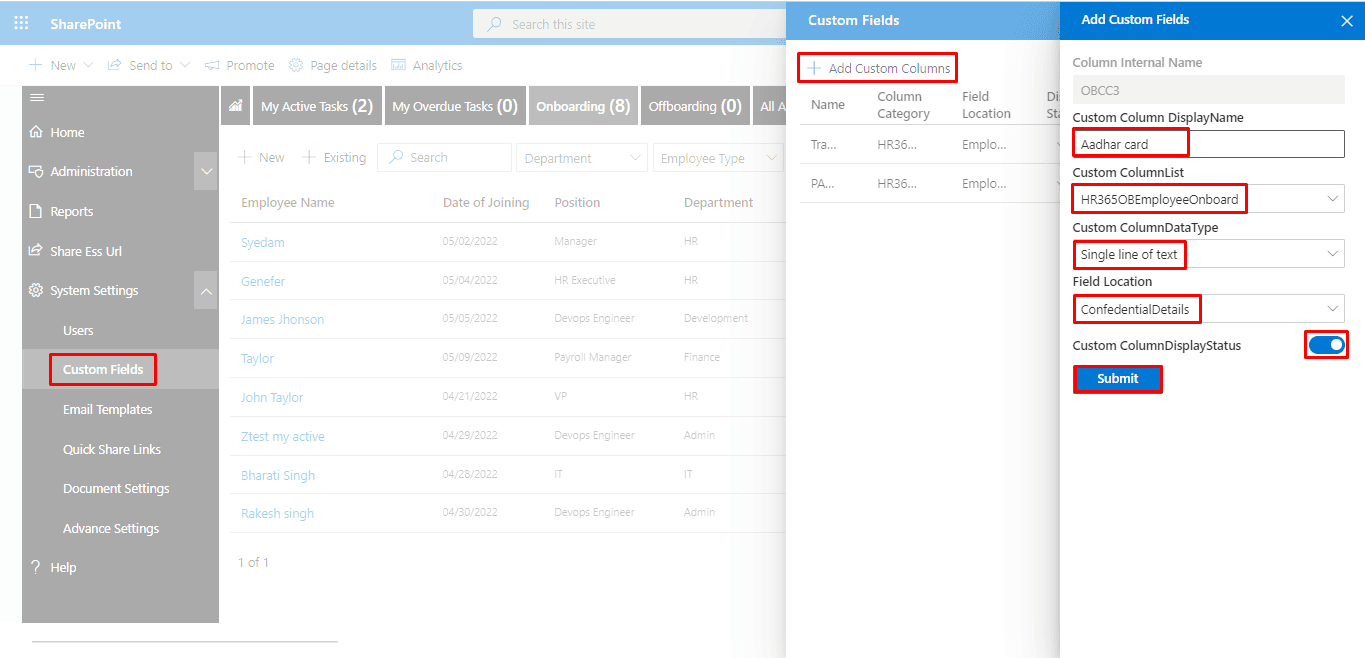 SharePoint
Search this site
New
Send to
Promote
Page details
Analytics
Home
Administration
Reports
Share Ess Url
System Settings
Users
Custom Fields
Email Templates
Quick Share Links
Document Settings
Advance Settings
? Help
My Active Tasks (2) My Overdue Tasks (0) Onboarding (8) Offboarding (0) All A
New Existing Search Department Employee Type
Employee Name Date of Joining Position Department
Syedam 05/02/2022 Manager HR
Genefer 05/04/2022 HR Executive HR
James Jhonson 05/05/2022 Devops Engineer Development
Taylor 05/09/2022 Payroll Manager Finance
John Taylor 04/21/2022 VP HR
Ztest my active 04/29/2022 Devops Engineer Admin
Bharati Singh 04/28/2022 IT IT
Rakesh singh 04/30/2022 Devops Engineer Admin
1 of 1
Custom Fields
Add Custom Columns
Name Column Category Field Location Di Sta
Tra... HR36... Emplo...
PA... HR36... Emplo...
Add Custom Fields
Column Internal Name
OBCC3
Custom Column DisplayName
Aadhar card
Custom ColumnList
HR365OBEmployeeOnboard
Custom ColumnDataType
Single line of text
Field Location
ConfedentialDetails
Custom ColumnDisplayStatus
Submit